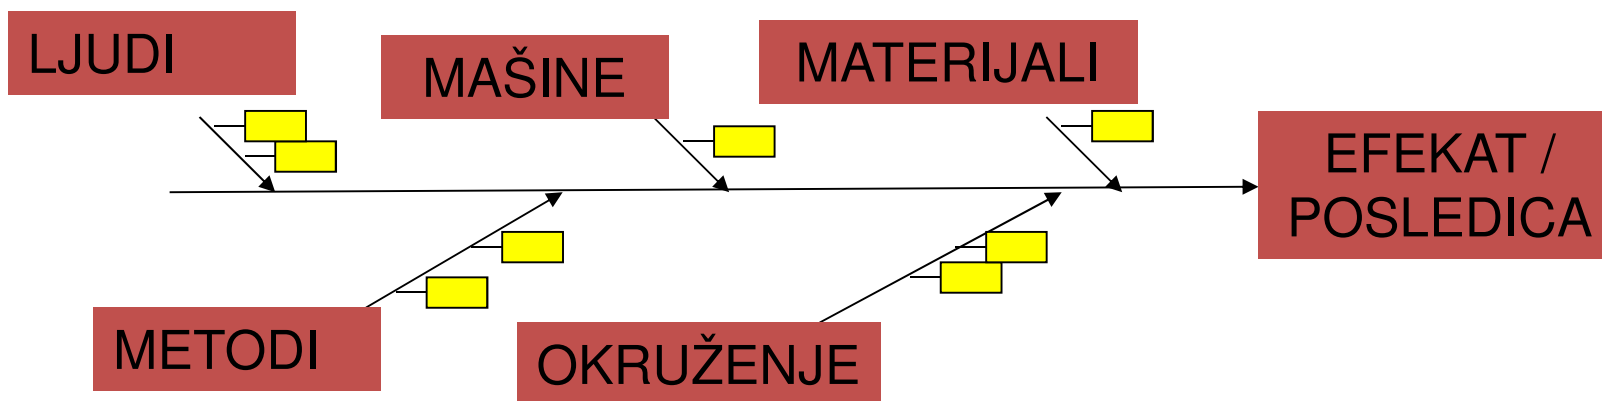 LJUDI
MAŠINE
MATERIJALI
EFEKAT /
POSLEDICA
METODI
OKRUŽENJE